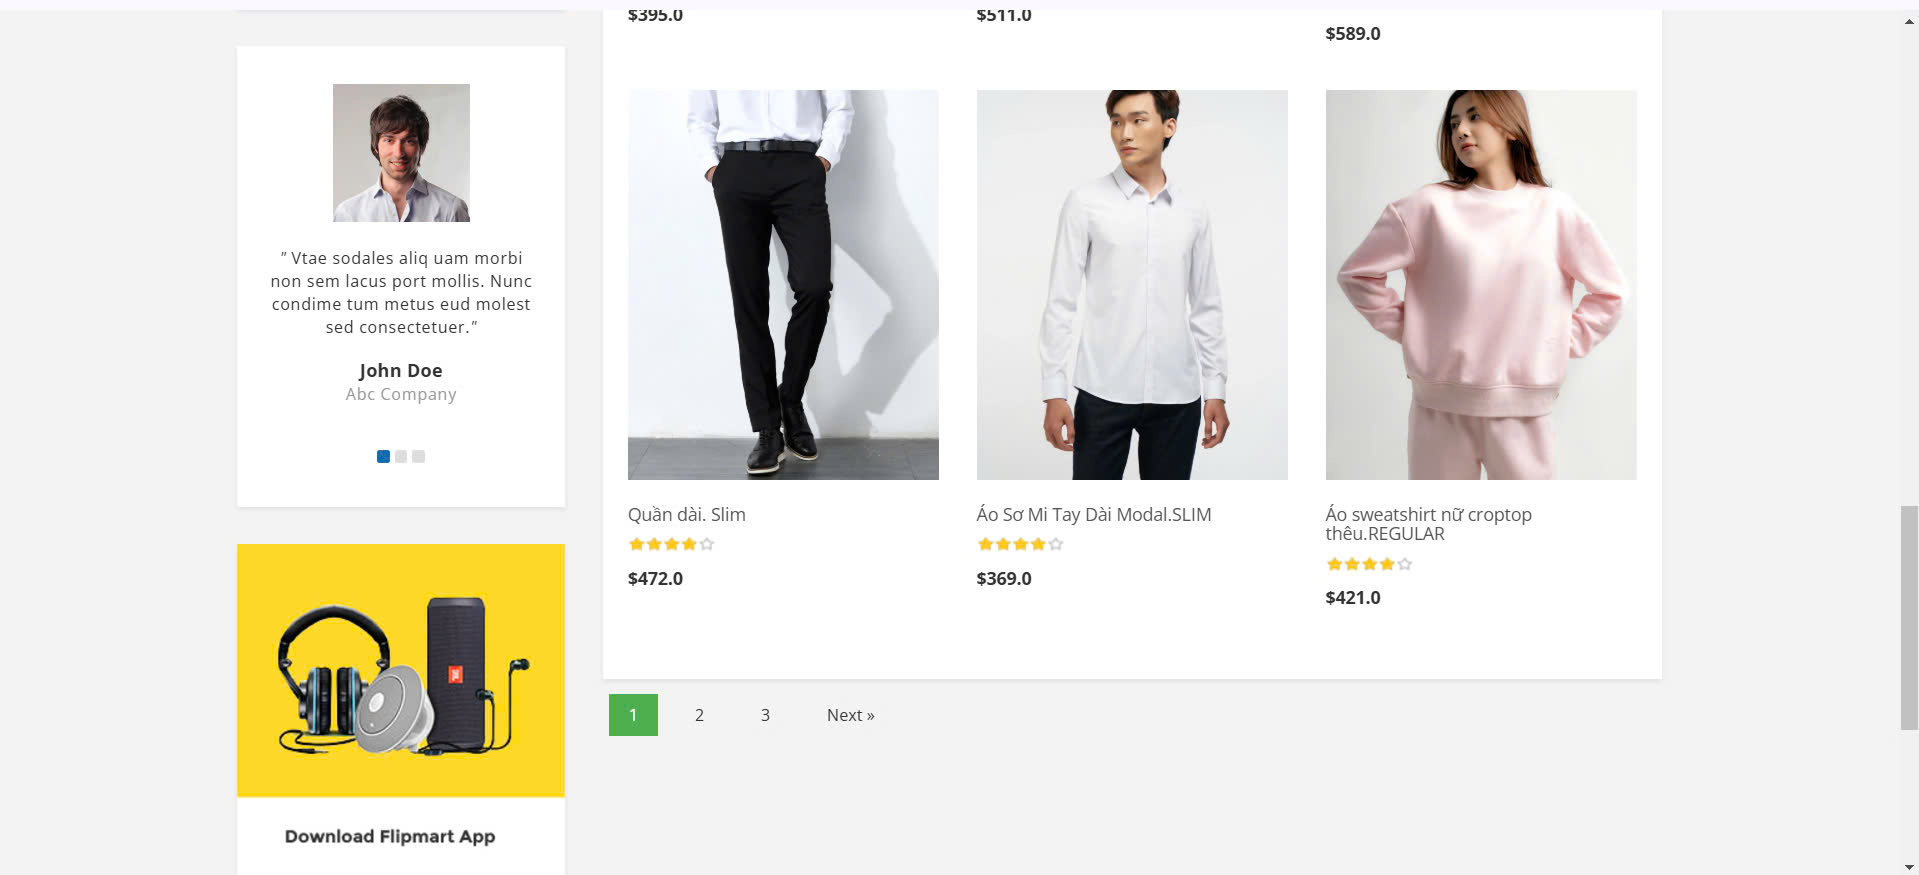 $395.0
$511.0
$589.0
" Vtae sodales aliq uam morbi
non sem lacus port mollis. Nunc
condime tum metus eud molest
sed consectetuer."
John Doe
Abc Company
Quần dài. Slim
$472.0
Áo Sơ Mi Tay Dài Modal.SLIM
$369.0
Áo sweatshirt nữ croptop
thêu.REGULAR
$421.0
1 2 3 Next »
JBL
Download Flipmart App